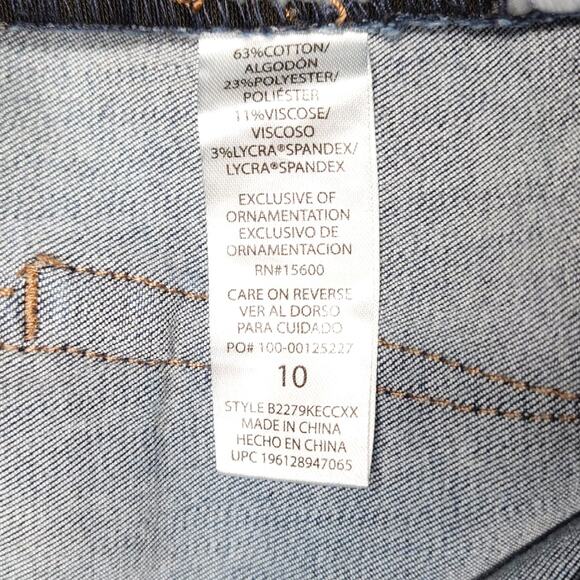 63%COTTON/
ALGODÓN
23%POLYESTER/
POLIÉSTER
11%VISCOSE/
VISCOSO
3%LYCRA®SPANDEX/
LYCRA®SPANDEX
EXCLUSIVE OF
ORNAMENTATION
EXCLUSIVO DE
ORNAMENTACION
RN#15600
CARE ON REVERSE
VER AL DORSO
PARA CUIDADO
PO# 100-00125227
10
STYLE B2279KECCXX
MADE IN CHINA
HECHO EN CHINA
UPC 196128947065